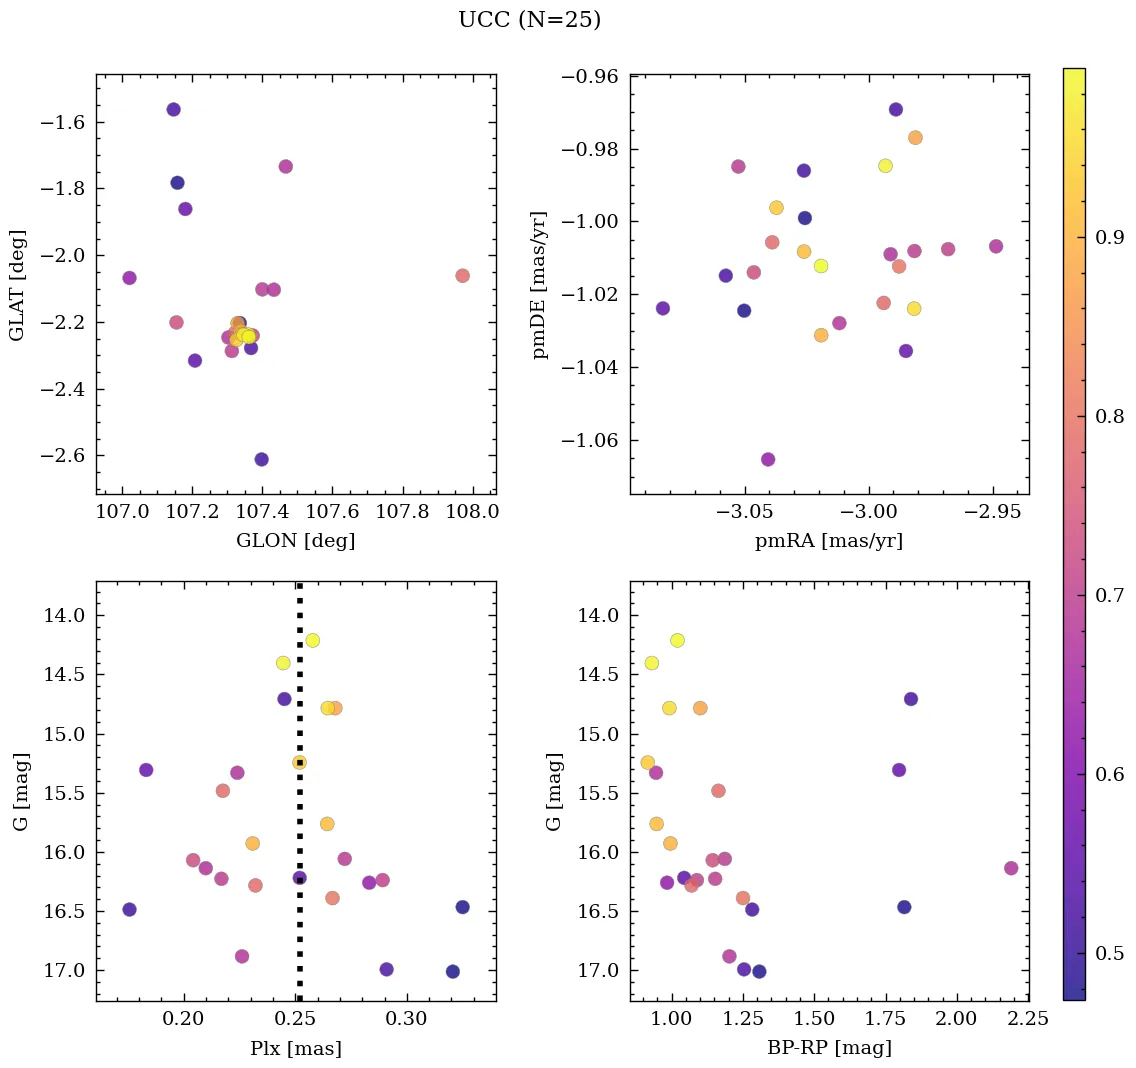 UCC (N=25)
−1.6
−1.8
−2.0
−2.2
−2.4
−2.6
GLAT [deg]
107.0 107.2 107.4 107.6 107.8 108.0
GLON [deg]
−0.96
−0.98
−1.00
−1.02
−1.04
−1.06
pmDE [mas/yr]
−3.05 −3.00 −2.95
pmRA [mas/yr]
14.0
14.5
15.0
15.5
16.0
16.5
17.0
G [mag]
0.20 0.25 0.30
Plx [mas]
14.0
14.5
15.0
15.5
16.0
16.5
17.0
G [mag]
1.00 1.25 1.50 1.75 2.00 2.25
BP-RP [mag]
0.9
0.8
0.7
0.6
0.5